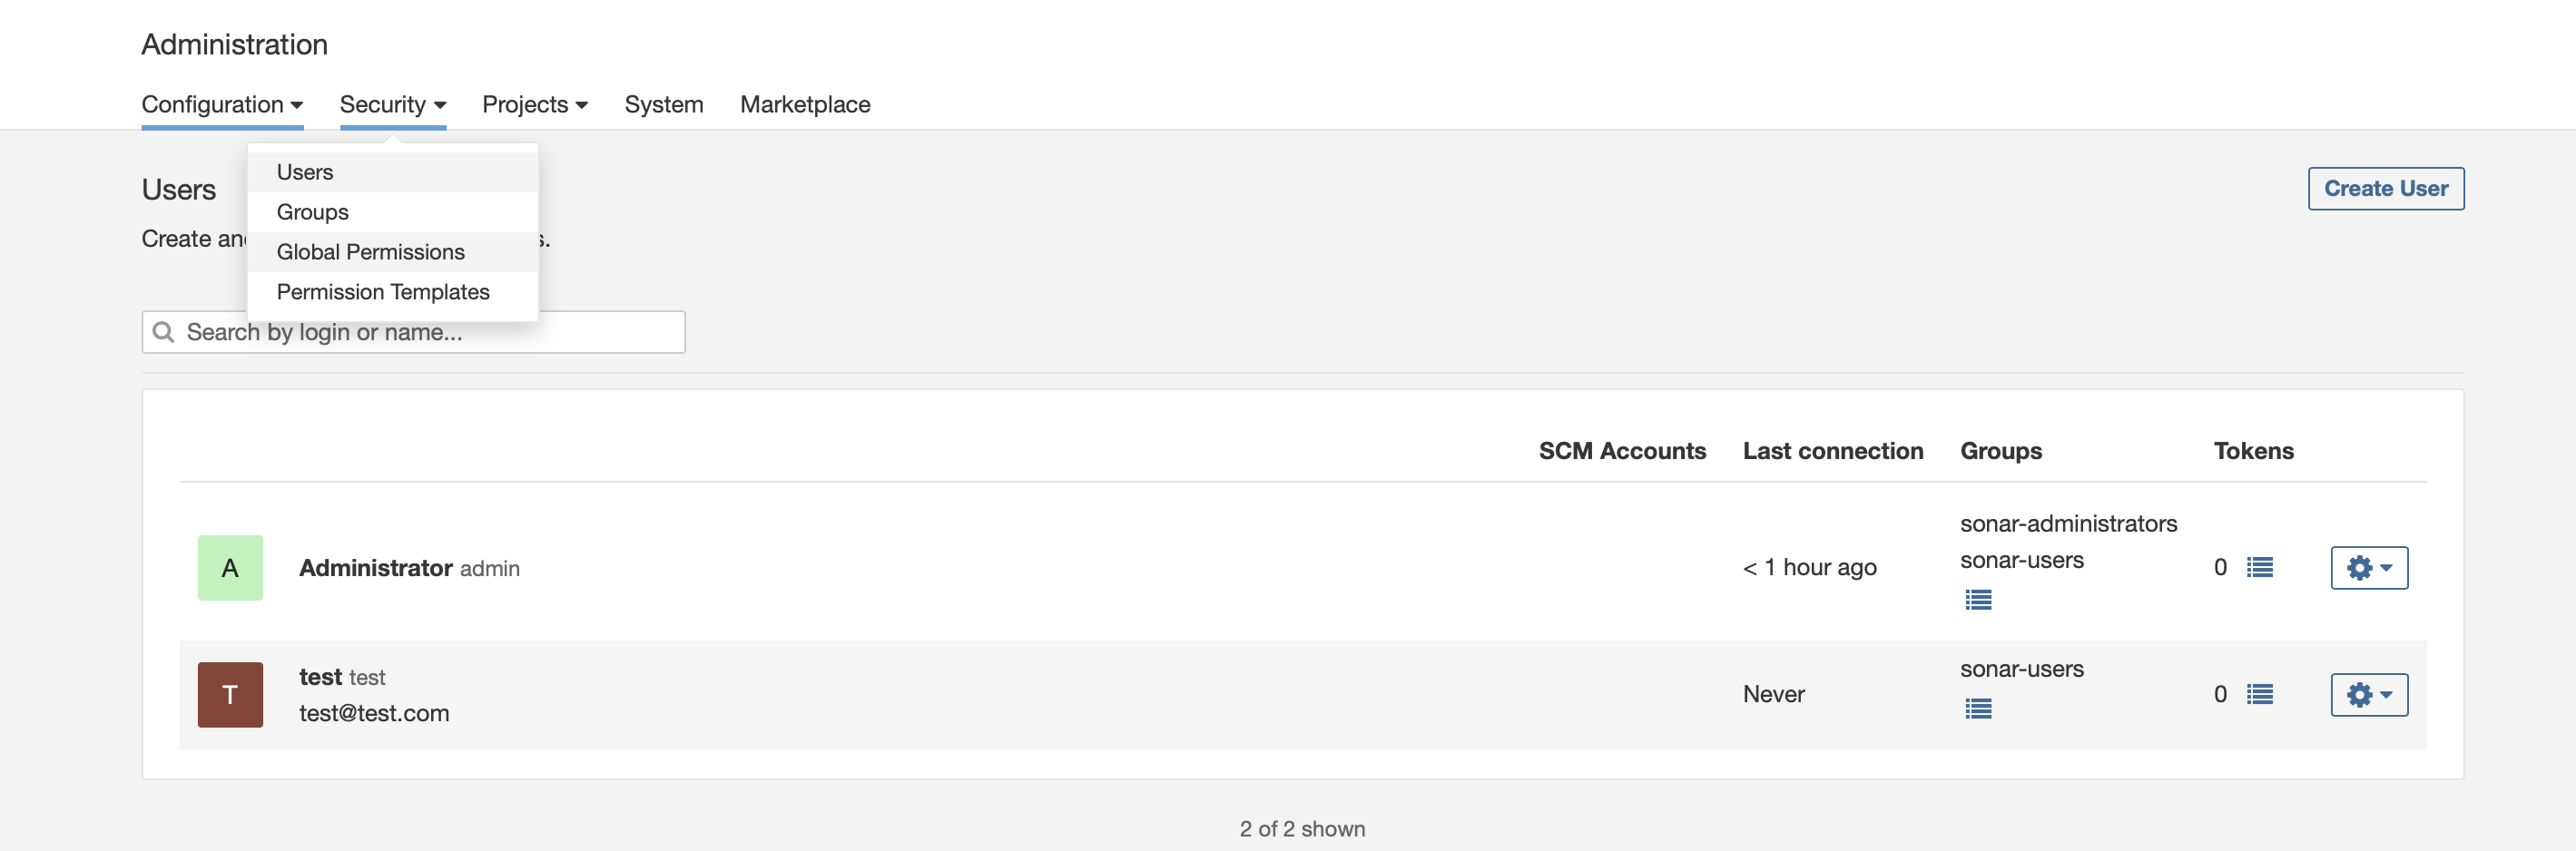 Administration
Configuration Security Projects System Marketplace
Users
Groups
Global Permissions
Permission Templates
Users
Create User
Create an s.
Search by login or name...
SCM Accounts Last connection Groups Tokens
A
Administrator admin
< 1 hour ago
sonar-administrators
sonar-users
0
T
test test
test@test.com
Never
sonar-users
0
2 of 2 shown